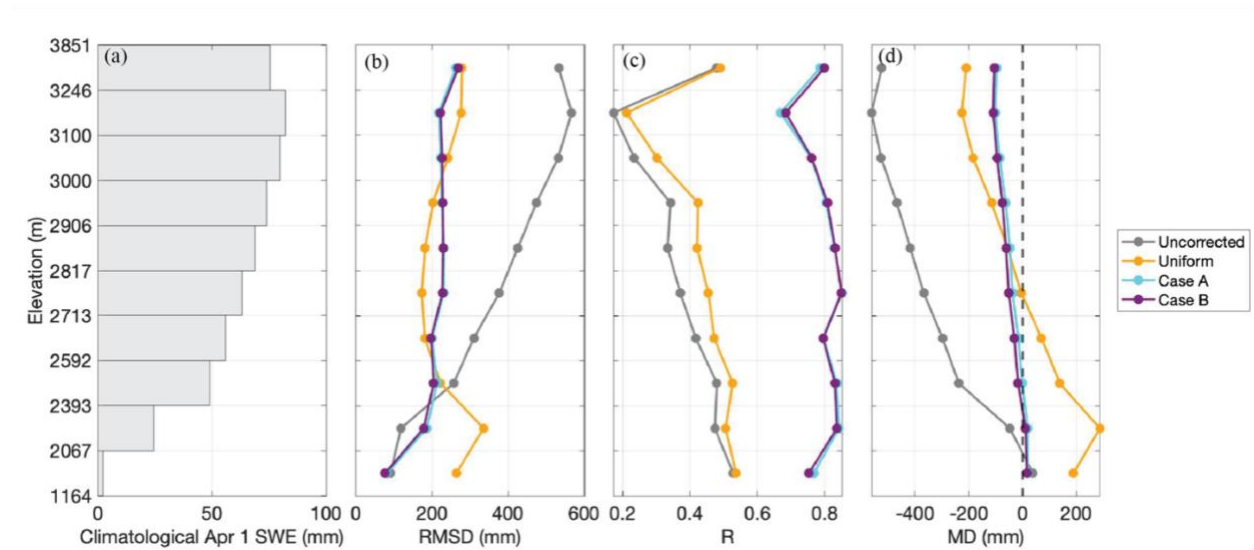 (a)
(b)
(c)
(d)
Elevation (m)
3851
3246
3100
3000
2906
2817
2713
2592
2393
2067
1164
0 50 100
Climatological Apr 1 SWE (mm)
0 200 400 600
RMSD (mm)
0.2 0.4 0.6 0.8
R
-400 -200 0 200
MD (mm)
Uncorrected
Uniform
Case A
Case B